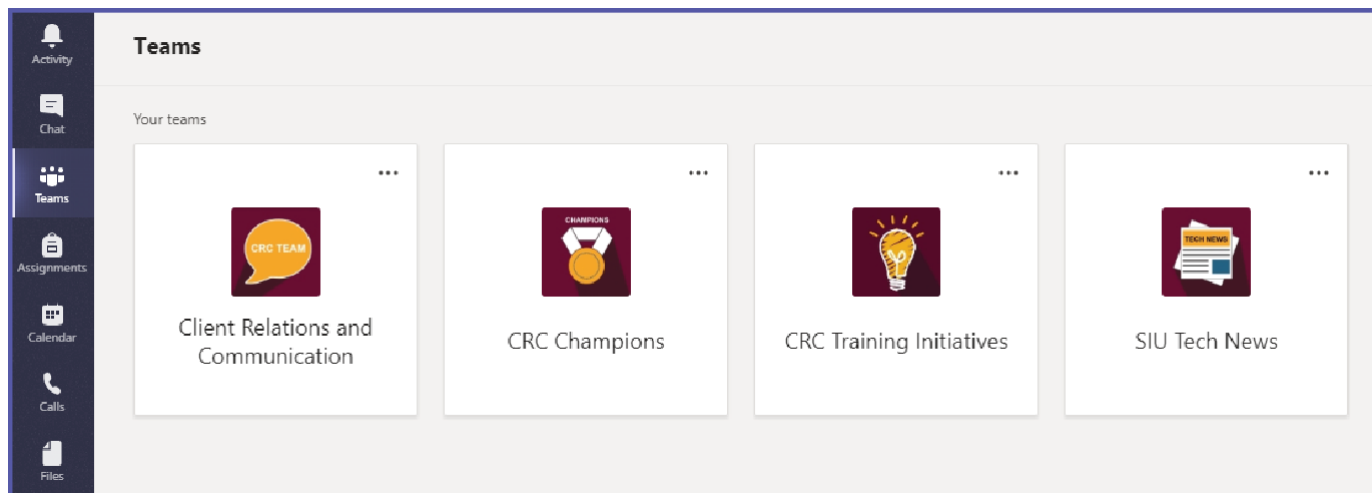 Activity
Chat
Teams
Assignments
Calendar
Calls
Files
Teams
Your teams
CRC TEAM
Client Relations and
Communication
CHAMPIONS
CRC Champions
CRC Training Initiatives
TECH NEWS
SIU Tech News